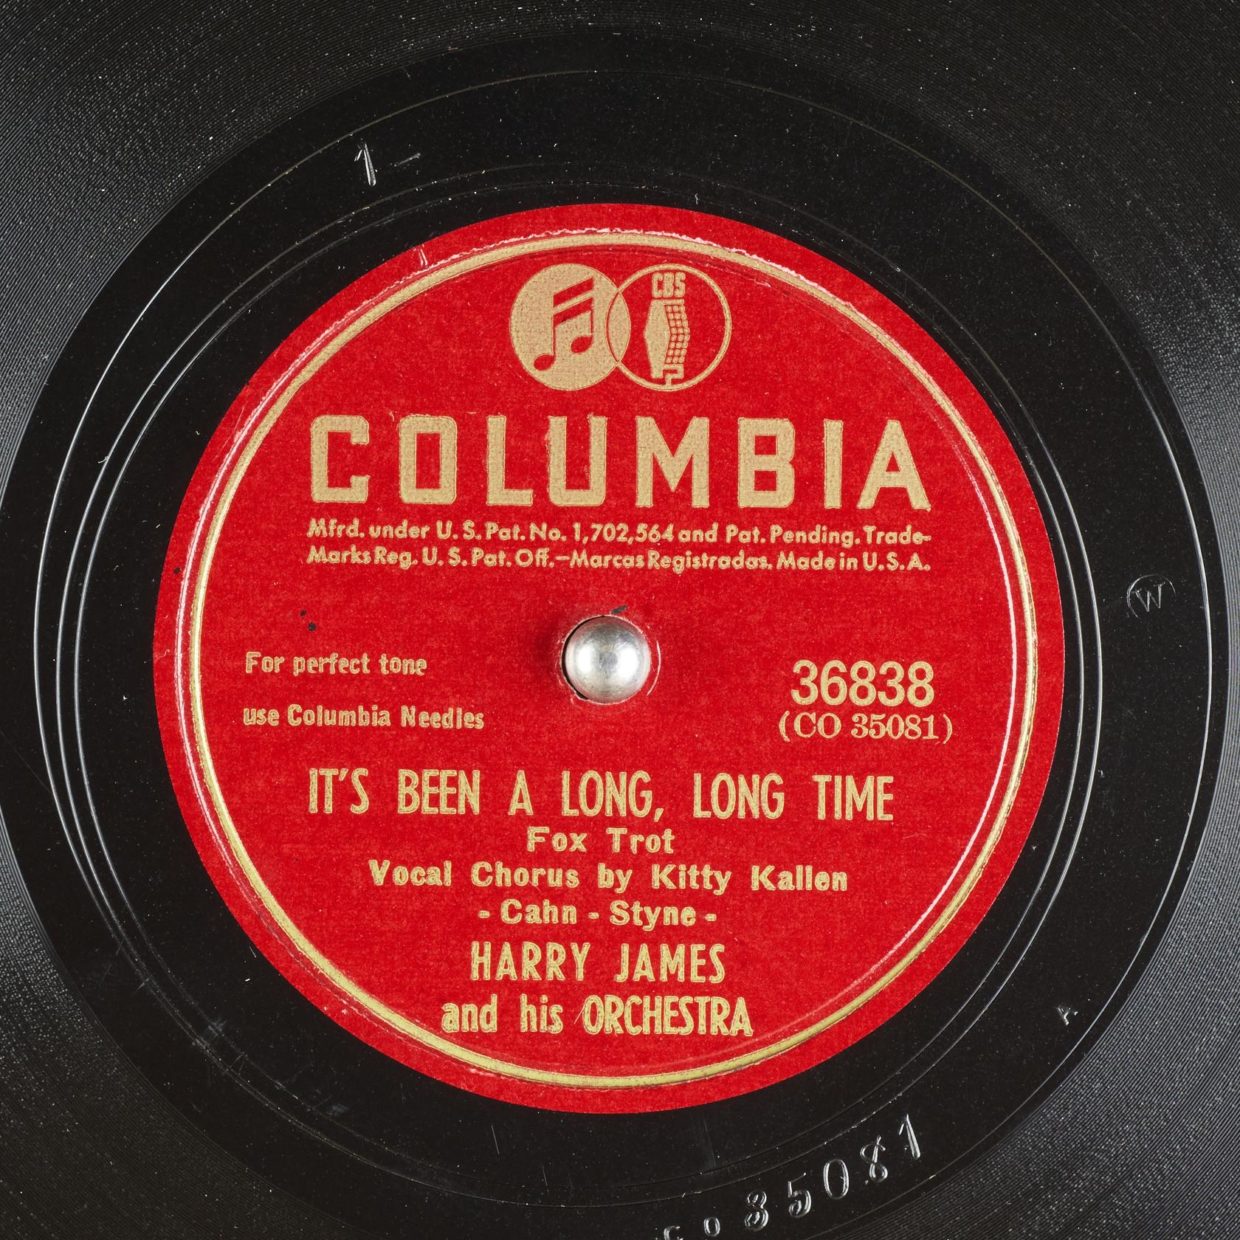 1-
CBS
COLUMBIA
Mfrd. under U. S. Pat. No. 1,702,564 and Pat. Pending. Trade-
Marks Reg. U. S. Pat. Off.—Marcas Registradas. Made in U.S.A.
W
For perfect tone
use Columbia Needles
36838
(CO 35081)
IT'S BEEN A LONG, LONG TIME
Fox Trot
Vocal Chorus by Kitty Kallen
- Cahn - Styne -
HARRY JAMES
and his ORCHESTRA
A
CO 35081